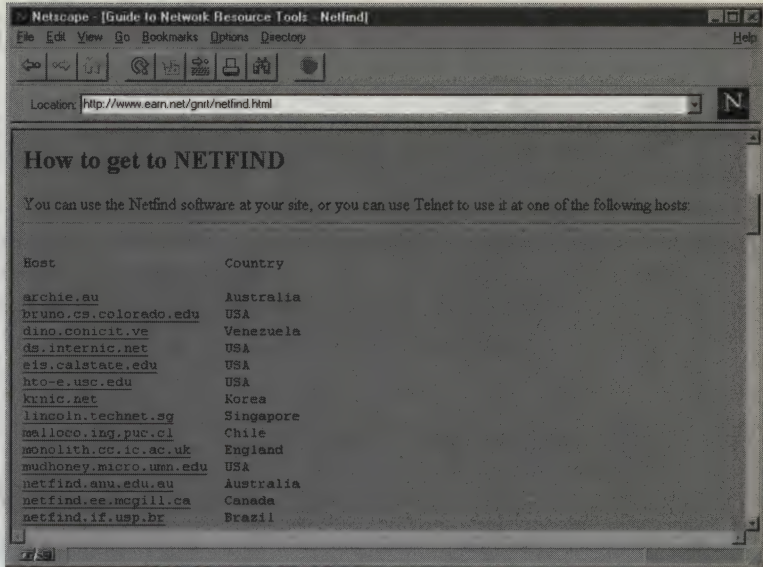 Netscape - [Guide to Network Resource Tools - Netfind]
File Edit View Go Bookmarks Options Directory Help
Location: http://www.earn.net/gnrt/netfind.html
N
How to get to NETFIND
You can use the Netfind software at your site, or you can use Telnet to use it at one of the following hosts:
Host Country
archie.au Australia
bruno.cs.colorado.edu USA
dino.conicit.ve Venezuela
ds.internic.net USA
eis.calstate.edu USA
hto-e.usc.edu USA
krnic.net Korea
lincoln.technet.sg Singapore
malloco.ing.puc.cl Chile
monolith.cc.ic.ac.uk England
mudhoney.micro.umn.edu USA
netfind.anu.edu.au Australia
netfind.ee.mcgill.ca Canada
netfind.if.usp.br Brazil